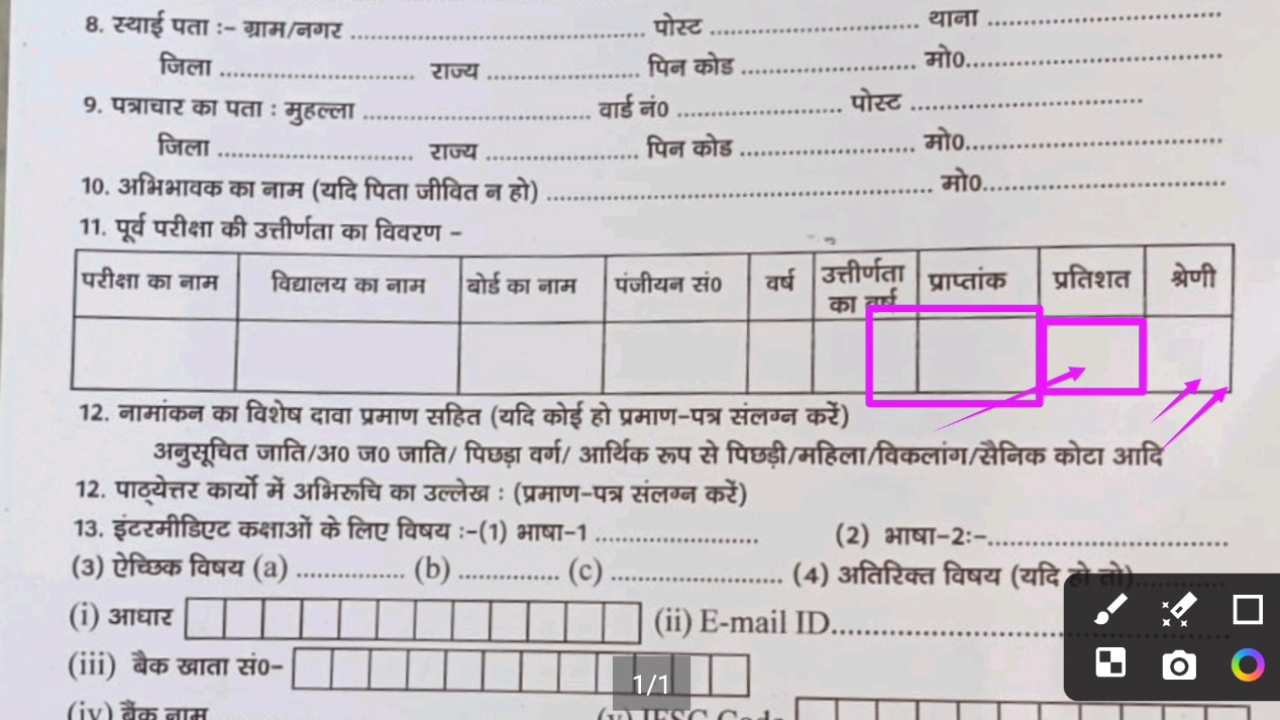 8. स्थाई पता :- ग्राम/नगर ........................................ पोस्ट ............................ थाना ................................
जिला .......................... राज्य .................... पिन कोड ....................... मो0...................................
9. पत्राचार का पता : मुहल्ला ............................... वार्ड नं0 ...................... पोस्ट ...............................
जिला .......................... राज्य .................... पिन कोड ....................... मो0...................................
10. अभिभावक का नाम (यदि पिता जीवित न हो) .................................................... मो0................................
11. पूर्व परीक्षा की उत्तीर्णता का विवरण –
परीक्षा का नाम विद्यालय का नाम बोर्ड का नाम पंजीयन सं0 वर्ष उत्तीर्णता का वर्ष प्राप्तांक प्रतिशत श्रेणी
12. नामांकन का विशेष दावा प्रमाण सहित (यदि कोई हो प्रमाण-पत्र संलग्न करें)
अनुसूचित जाति/अ0 ज0 जाति/ पिछड़ा वर्ग/ आर्थिक रूप से पिछड़ी/महिला/विकलांग/सैनिक कोटा आदि
12. पाठ्येत्तर कार्यो में अभिरूचि का उल्लेख : (प्रमाण-पत्र संलग्न करें)
13. इंटरमीडिएट कक्षाओं के लिए विषय :-(1) भाषा-1 ...................... (2) भाषा-2:-................................
(3) ऐच्छिक विषय (a) .............. (b) ............. (c) ....................... (4) अतिरिक्त विषय (यदि हो तो)............
(i) आधार (ii) E-mail ID..............................
(iii) बैंक खाता सं0-
1/1
(iv) बैंक नाम (v) IFSC Code